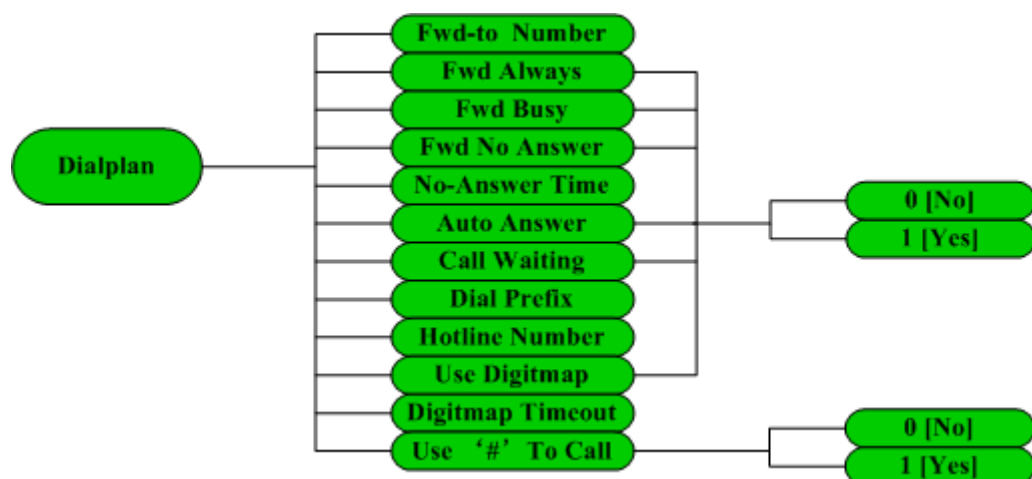 Dialplan
Fwd-to Number
Fwd Always
Fwd Busy
Fwd No Answer
No-Answer Time
Auto Answer
Call Waiting
Dial Prefix
Hotline Number
Use Digitmap
Digitmap Timeout
Use ‘#’ To Call
0 [No]
1 [Yes]
0 [No]
1 [Yes]